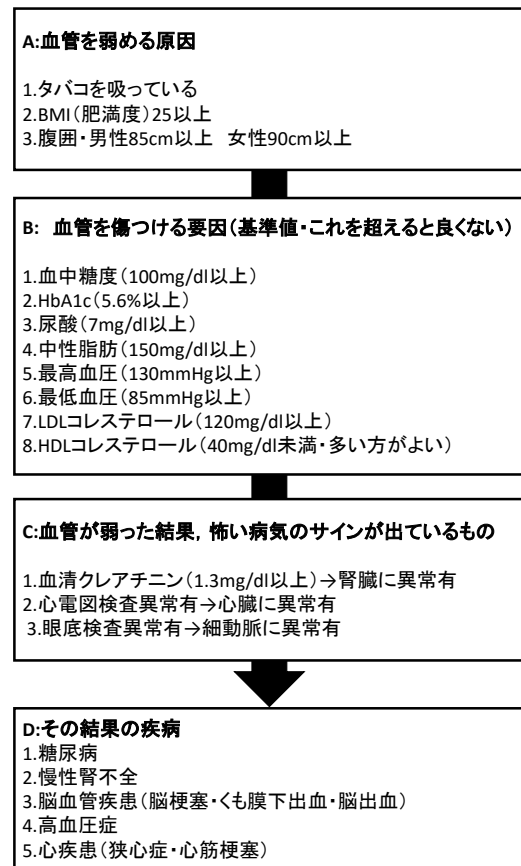 A:血管を弱める原因
1.タバコを吸っている
2.BMI(肥満度)25以上
3.腹囲・男性85cm以上　女性90cm以上
B:　血管を傷つける要因(基準値・これを超えると良くない)
1.血中糖度(100mg/dl以上)
2.HbA1c(5.6%以上)
3.尿酸(7mg/dl以上)
4.中性脂肪(150mg/dl以上)
5.最高血圧(130mmHg以上)
6.最低血圧(85mmHg以上)
7.LDLコレステロール(120mg/dl以上)
8.HDLコレステロール(40mg/dl未満・多い方がよい)
C:血管が弱った結果，怖い病気のサインが出ているもの
1.血清クレアチニン(1.3mg/dl以上)→腎臓に異常有
2.心電図検査異常有→心臓に異常有
3.眼底検査異常有→細動脈に異常有
D:その結果の疾病
1.糖尿病
2.慢性腎不全
3.脳血管疾患(脳梗塞・くも膜下出血・脳出血)
4.高血圧症
5.心疾患(狭心症・心筋梗塞)